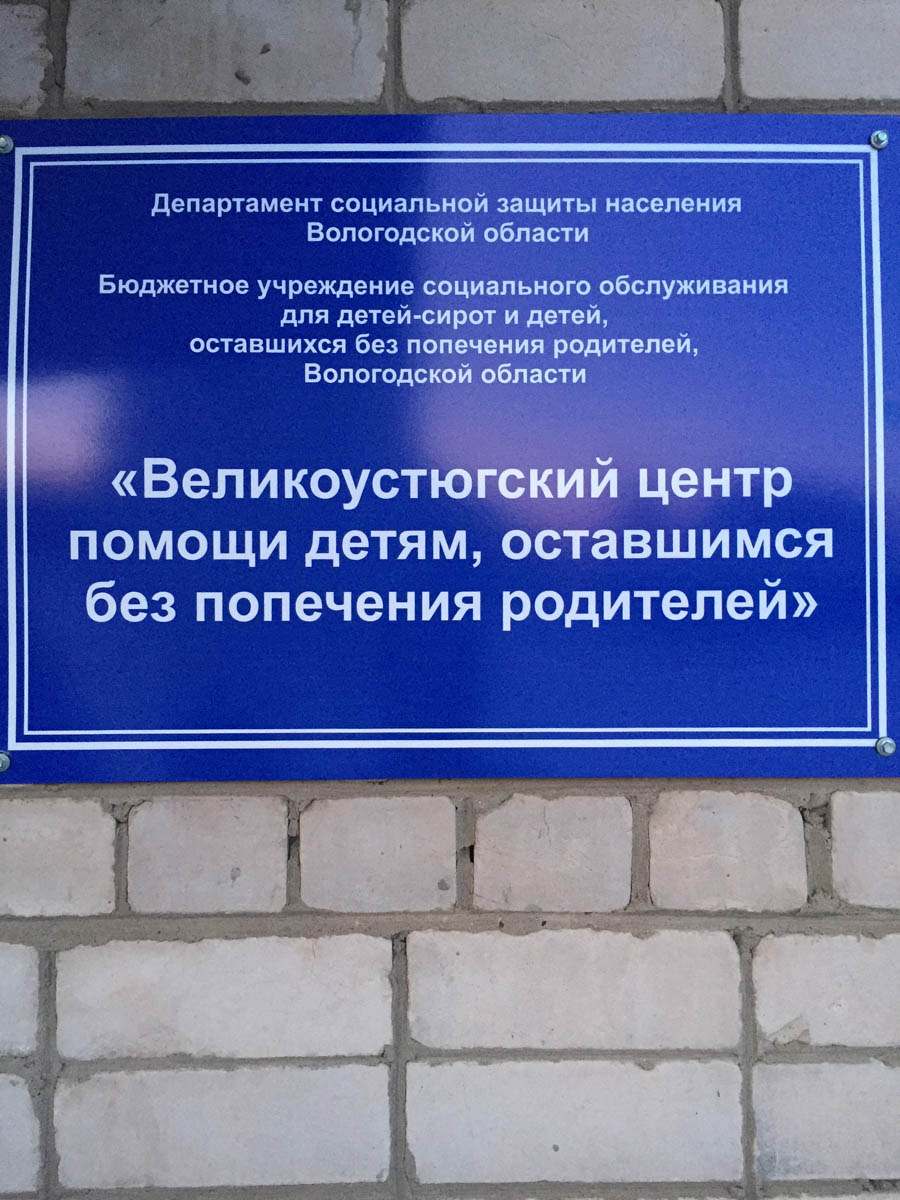 Департамент социальной защиты населения
Вологодской области
Бюджетное учреждение социального обслуживания
для детей-сирот и детей,
оставшихся без попечения родителей,
Вологодской области
«Великоустюгский центр
помощи детям, оставшимся
без попечения родителей»